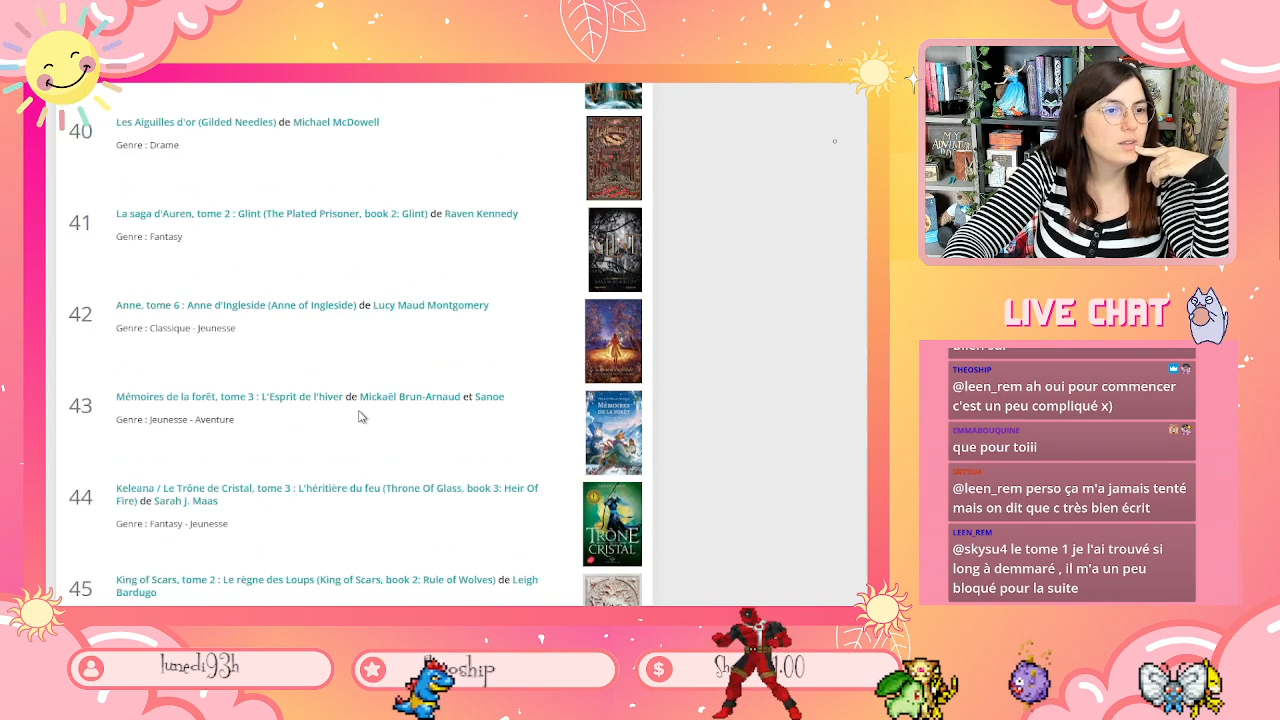 40
Les Aiguilles d'or (Gilded Needles) de Michael McDowell
Genre : Drame
41
La saga d'Auren, tome 2 : Glint (The Plated Prisoner, book 2: Glint) de Raven Kennedy
Genre : Fantasy
42
Anne, tome 6 : Anne d'Ingleside (Anne of Ingleside) de Lucy Maud Montgomery
Genre : Classique - Jeunesse
43
Mémoires de la forêt, tome 3 : L'Esprit de l'hiver de Mickaël Brun-Arnaud et Sanoe
Genre : Jeunesse - Aventure
MÉMOIRES
DE LA FORÊT
44
Keleana / Le Trône de Cristal, tome 3 : L'héritière du feu (Throne Of Glass, book 3: Heir Of
Fire) de Sarah J. Maas
Genre : Fantasy - Jeunesse
TRÔNE
CRISTAL
45
King of Scars, tome 2 : Le règne des Loups (King of Scars, book 2: Rule of Wolves) de Leigh
Bardugo
LIVE CHAT
THEOSHIP
@leen_rem ah oui pour commencer
c'est un peu compliqué x)
EMMABOUQUINE
que pour toiii
SKYSU4
@leen_rem perso ça m'a jamais tenté
mais on dit que c très bien écrit
LEEN_REM
@skysu4 le tome 1 je l'ai trouvé si
long à demmaré , il m'a un peu
bloqué pour la suite
lunedi93h